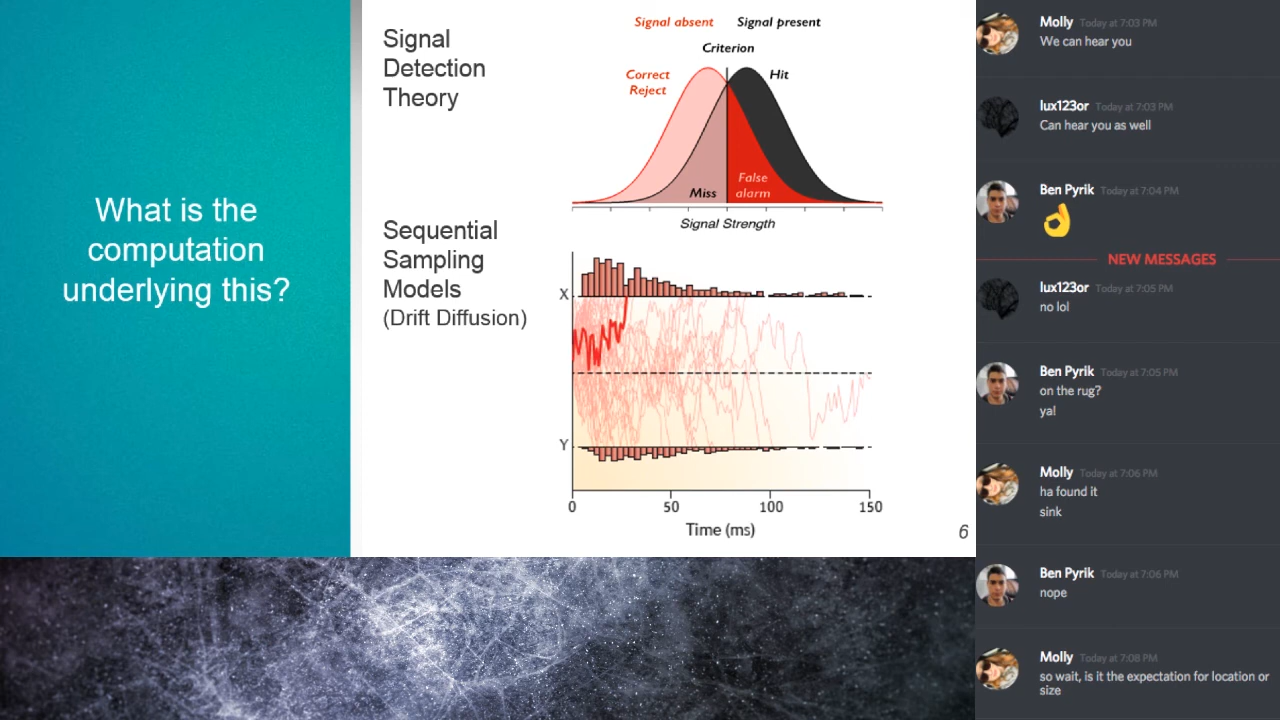 What is the
computation
underlying this?
Signal
Detection
Theory
Signal absent Signal present
Criterion
Correct
Reject
Hit
Miss
False
alarm
Signal Strength
Sequential
Sampling
Models
(Drift Diffusion)
X
Y
0 50 100 150
Time (ms)
6
Molly Today at 7:03 PM
We can hear you
lux123or Today at 7:03 PM
Can hear you as well
Ben Pyrik Today at 7:04 PM
NEW MESSAGES
lux123or Today at 7:05 PM
no lol
Ben Pyrik Today at 7:05 PM
on the rug?
yal
Molly Today at 7:06 PM
ha found it
sink
Ben Pyrik Today at 7:06 PM
nope
Molly Today at 7:08 PM
so wait, is it the expectation for location or
size